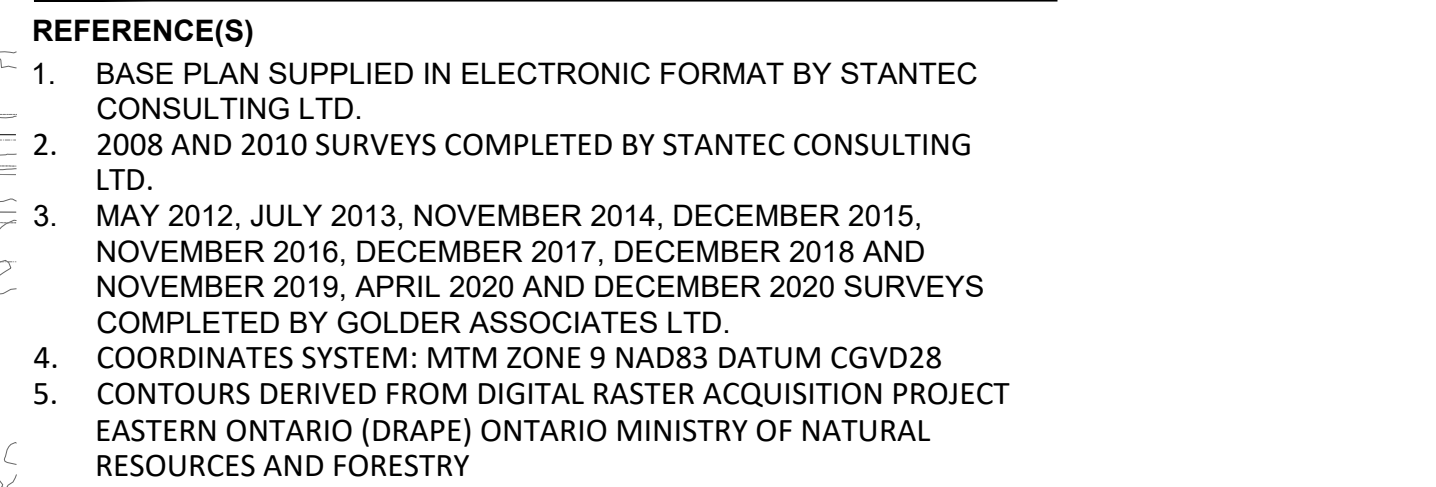 REFERENCE(S)
1. BASE PLAN SUPPLIED IN ELECTRONIC FORMAT BY STANTEC
CONSULTING LTD.
2. 2008 AND 2010 SURVEYS COMPLETED BY STANTEC CONSULTING
LTD.
3. MAY 2012, JULY 2013, NOVEMBER 2014, DECEMBER 2015,
NOVEMBER 2016, DECEMBER 2017, DECEMBER 2018 AND
NOVEMBER 2019, APRIL 2020 AND DECEMBER 2020 SURVEYS
COMPLETED BY GOLDER ASSOCIATES LTD.
4. COORDINATES SYSTEM: MTM ZONE 9 NAD83 DATUM CGVD28
5. CONTOURS DERIVED FROM DIGITAL RASTER ACQUISITION PROJECT
EASTERN ONTARIO (DRAPE) ONTARIO MINISTRY OF NATURAL
RESOURCES AND FORESTRY